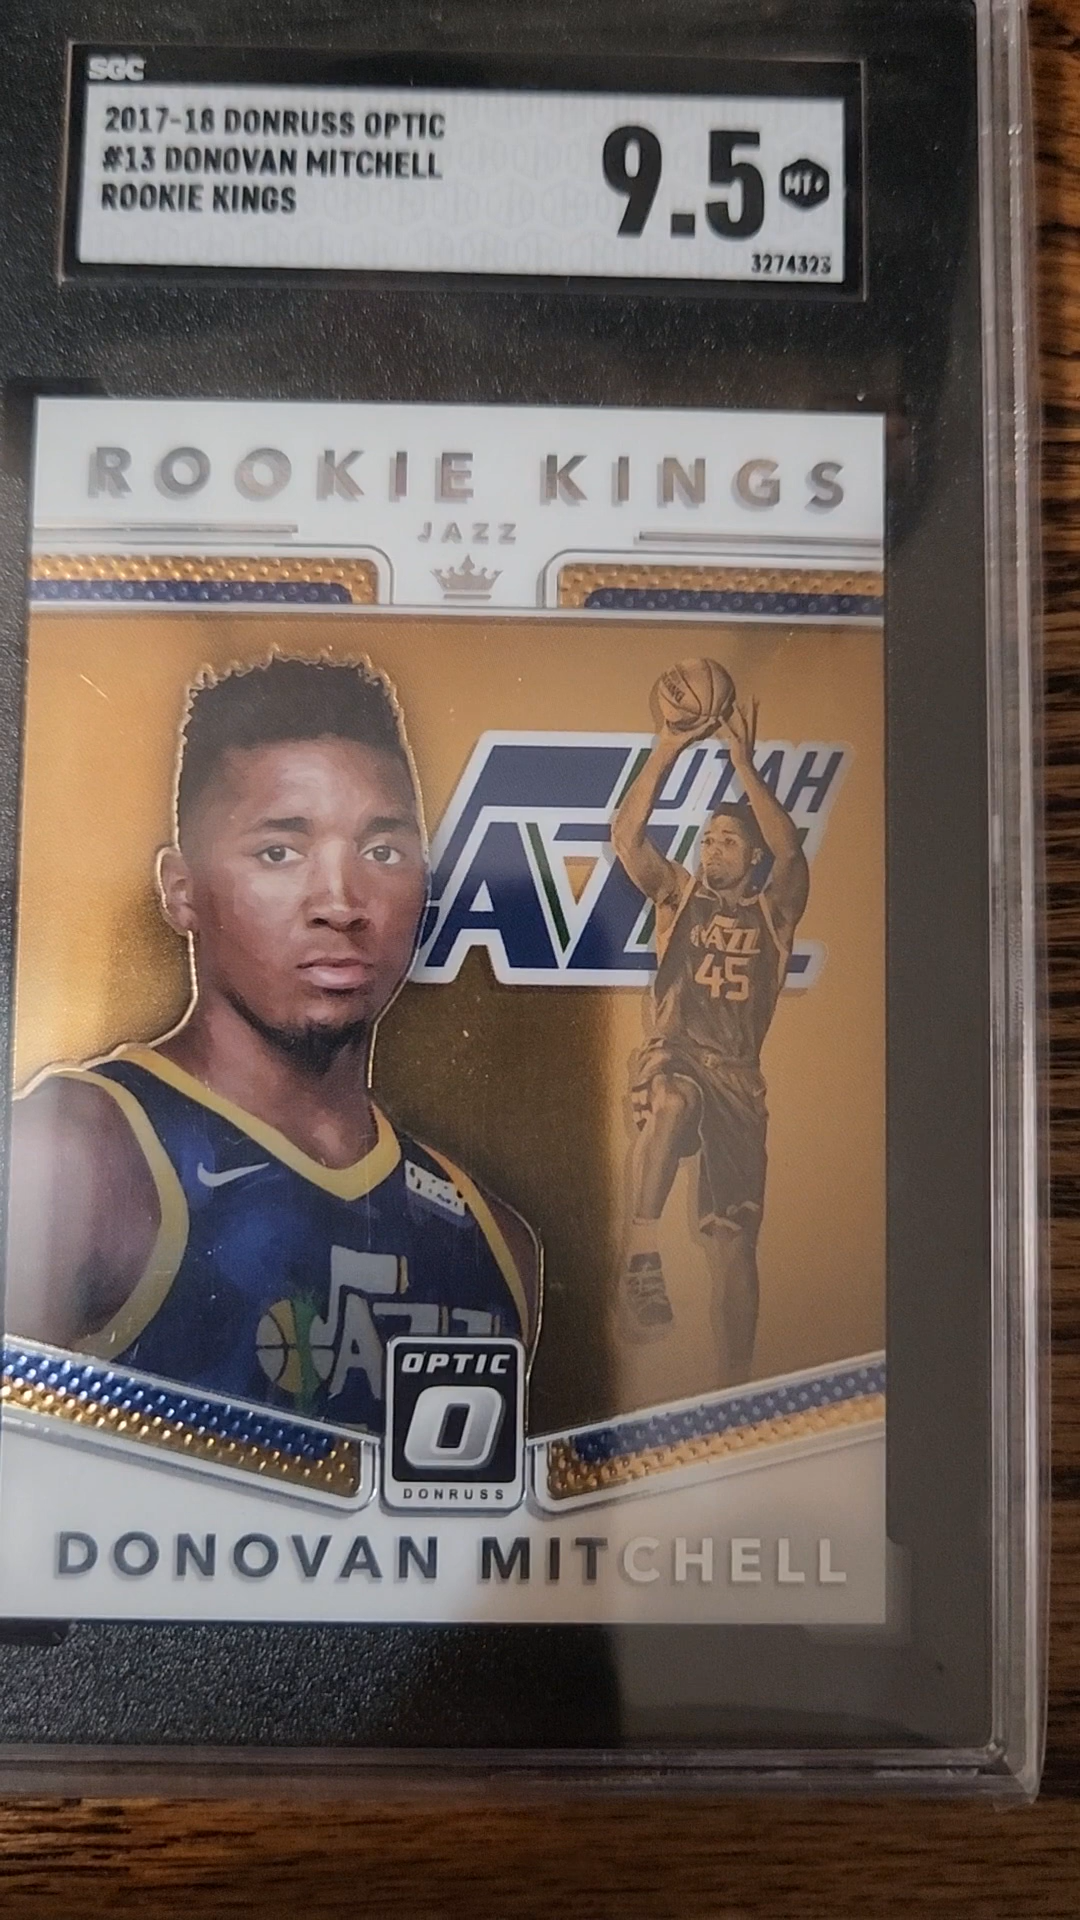 SGC
2017-18 DONRUSS OPTIC
#13 DONOVAN MITCHELL
ROOKIE KINGS
9.5
MT+
3274323
ROOKIE KINGS
JAZZ
UTAH
JAZZ
45
JAZZ
OPTIC
O
DONRUSS
DONOVAN MITCHELL